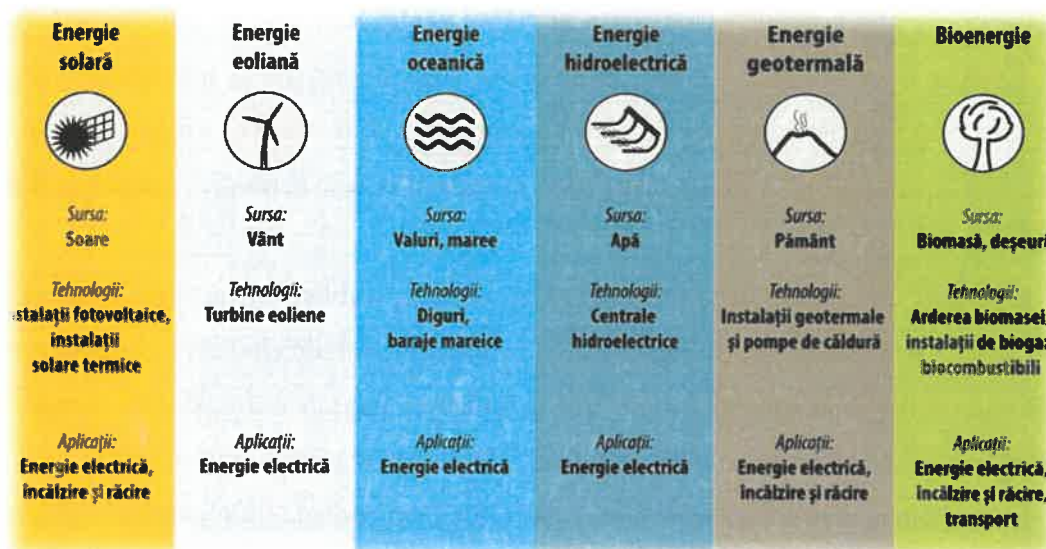 Energie
solară
Sursa:
Soare
Tehnologii:
stalații fotovoltaice,
instalații
solare termice
Aplicații:
Energie electrică,
încălzire și răcire
Energie
eoliană
Sursa:
Vânt
Tehnologii:
Turbine eoliene
Aplicații:
Energie electrică
Energie
oceanică
Sursa:
Valuri, maree
Tehnologii:
Diguri,
baraje mareice
Aplicații:
Energie electrică
Energie
hidroelectrică
Sursa:
Apă
Tehnologii:
Centrale
hidroelectrice
Aplicații:
Energie electrică
Energie
geotermală
Sursa:
Pământ
Tehnologii:
Instalații geotermale
și pompe de căldură
Aplicații:
Energie electrică,
încălzire și răcire
Bioenergie
Sursa:
Biomasă, deșeuri
Tehnologii:
Arderea biomasei,
instalații de biogaz
biocombustibili
Aplicații:
Energie electrică,
încălzire și răcire,
transport